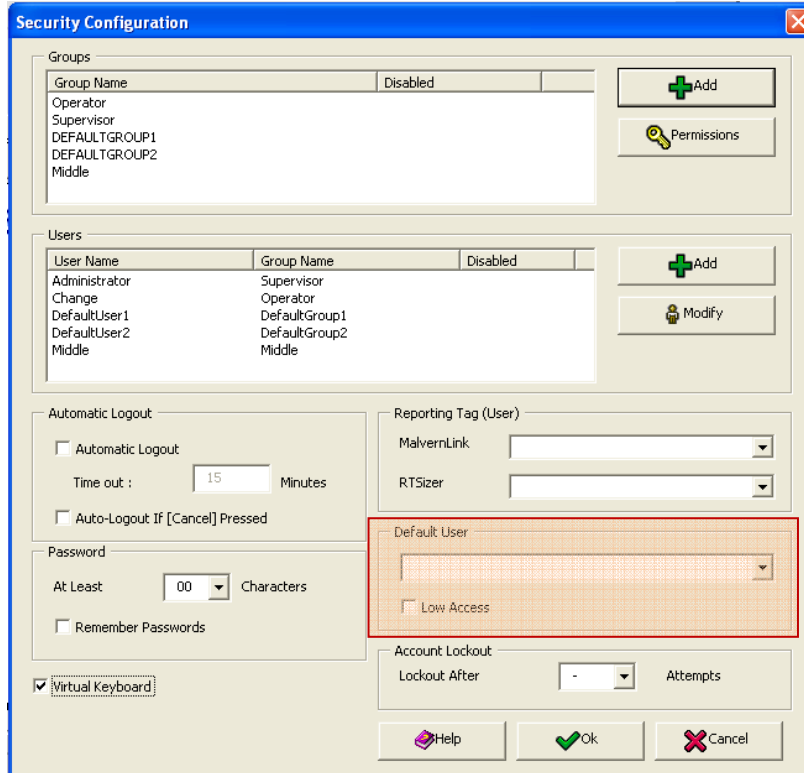 Security Configuration
Groups
Group Name Disabled
Operator
Supervisor
DEFAULTGROUP1
DEFAULTGROUP2
Middle
Add
Permissions
Users
User Name Group Name Disabled
Administrator Supervisor
Change Operator
DefaultUser1 DefaultGroup1
DefaultUser2 DefaultGroup2
Middle Middle
Add
Modify
Automatic Logout
Automatic Logout
Time out : 15 Minutes
Auto-Logout If [Cancel] Pressed
Reporting Tag (User)
MalvernLink
RTSizer
Password
At Least 00 Characters
Remember Passwords
Default User
Low Access
Virtual Keyboard
Account Lockout
Lockout After - Attempts
Help Ok Cancel